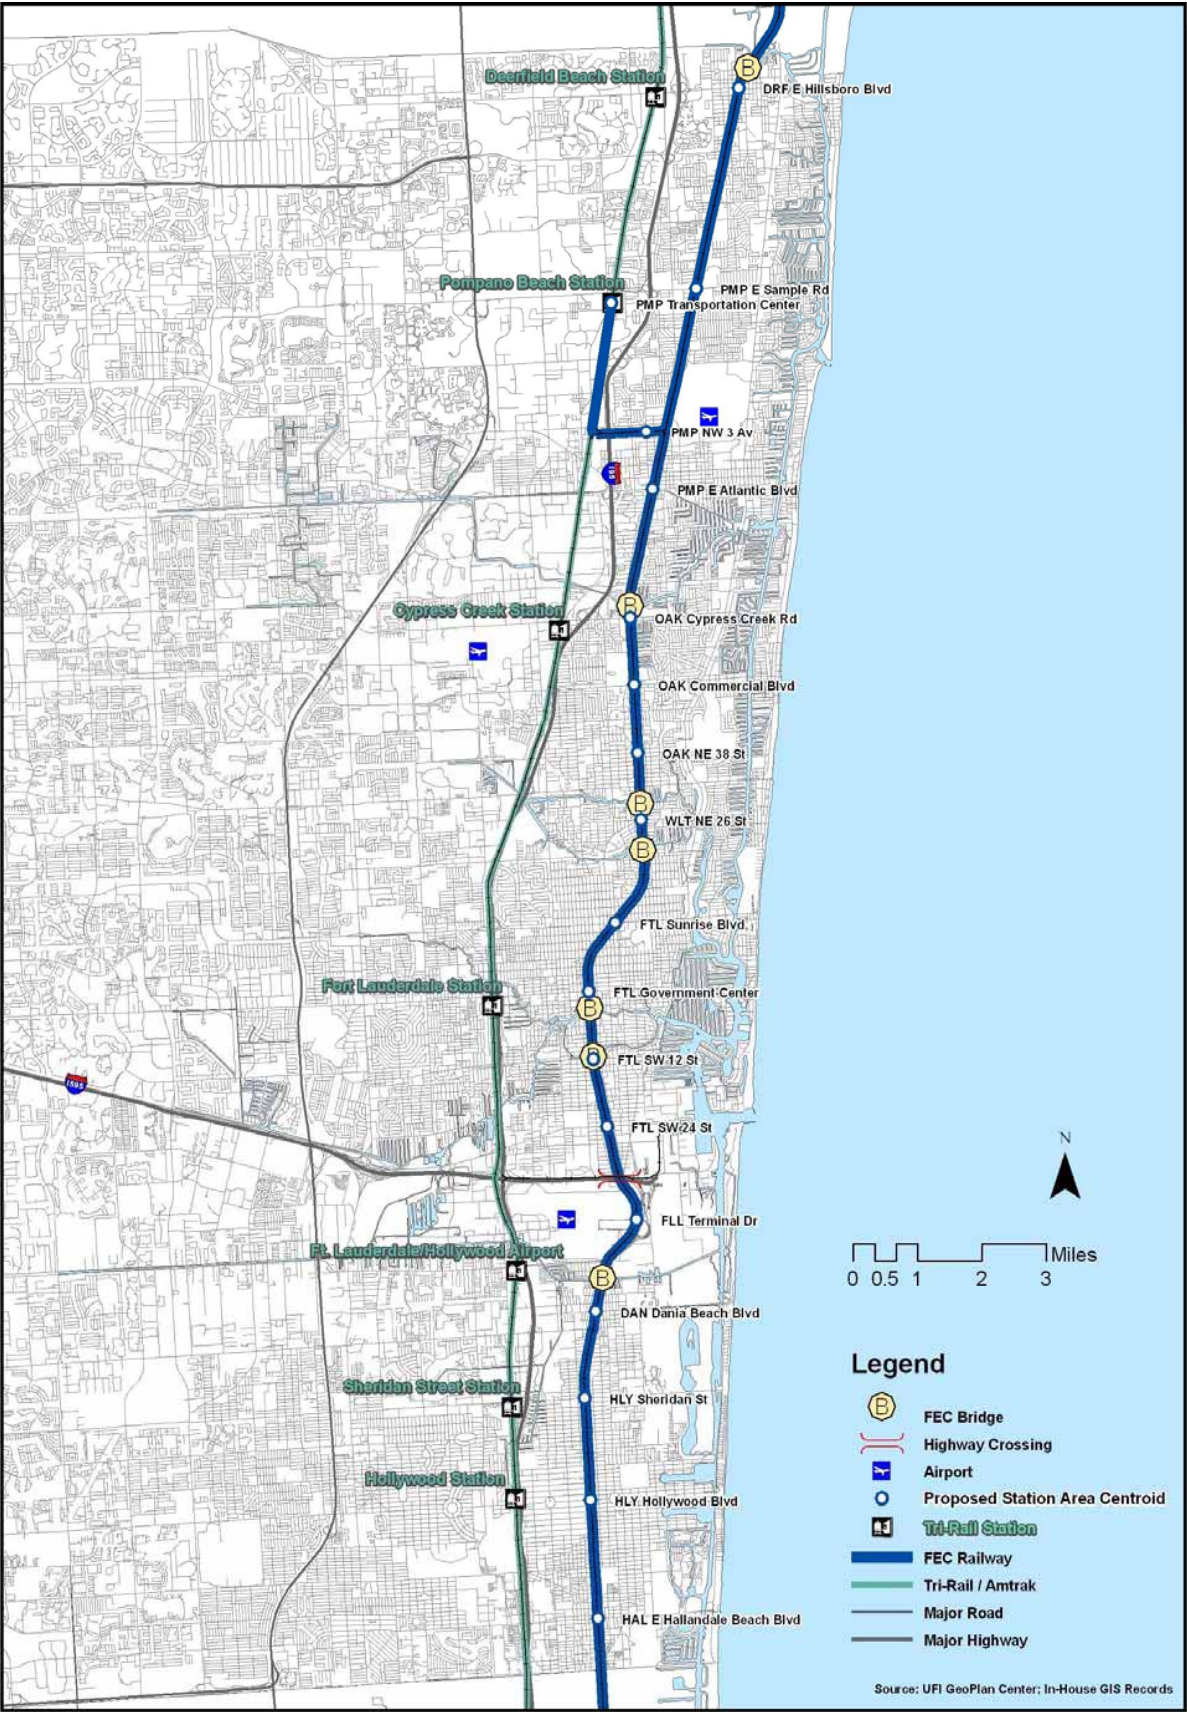 B
Deerfield Beach Station
DRF E Hillsboro Blvd
Pompano Beach Station
PMP E Sample Rd
PMP Transportation Center
PMP NW 3 Av
I95
PMP E Atlantic Blvd
B
Cypress Creek Station
OAK Cypress Creek Rd
OAK Commercial Blvd
OAK NE 38 St
B
WLT NE 26 St
B
FTL Sunrise Blvd
Fort Lauderdale Station
FTL Government Center
B
B
FTL SW 12 St
I595
FTL SW 24 St
N
FLL Terminal Dr
Ft. Lauderdale/Hollywood Airport
Miles
0 0.5 1 2 3
B
DAN Dania Beach Blvd
Sheridan Street Station
HLY Sheridan St
Hollywood Station
HLY Hollywood Blvd
HAL E Hallandale Beach Blvd
Legend
B
FEC Bridge
Highway Crossing
Airport
Proposed Station Area Centroid
Tri-Rail Station
FEC Railway
Tri-Rail / Amtrak
Major Road
Major Highway
Source: UFI GeoPlan Center; In-House GIS Records